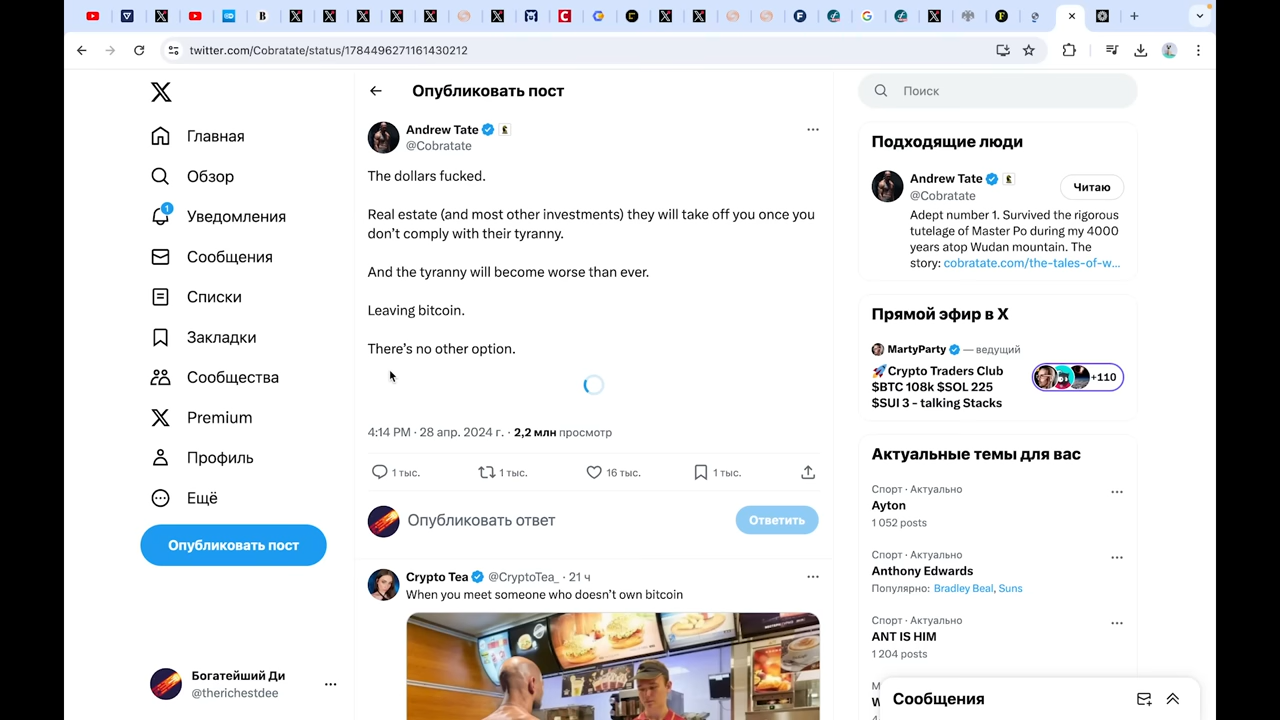 twitter.com/Cobratate/status/1784496271161430212
Главная
Обзор
1
Уведомления
Сообщения
Списки
Закладки
Сообщества
Premium
Профиль
Ещё
Опубликовать пост
Богатейший Ди
@therichestdee
Опубликовать пост
Andrew Tate
@Cobratate
The dollars fucked.
Real estate (and most other investments) they will take off you once you
don’t comply with their tyranny.
And the tyranny will become worse than ever.
Leaving bitcoin.
There’s no other option.
4:14 PM · 28 апр. 2024 г. · 2,2 млн просмотр
1 тыс. 1 тыс. 16 тыс. 1 тыс.
Опубликовать ответ
Ответить
Crypto Tea @CryptoTea_ · 21 ч
When you meet someone who doesn’t own bitcoin
Поиск
Подходящие люди
Andrew Tate
@Cobratate
Читаю
Adept number 1. Survived the rigorous
tutelage of Master Po during my 4000
years atop Wudan mountain. The
story: cobratate.com/the-tales-of-w…
Прямой эфир в X
MartyParty — ведущий
🚀Crypto Traders Club
$BTC 108k $SOL 225
$SUI 3 - talking Stacks
+110
Актуальные темы для вас
Спорт · Актуально
Ayton
1 052 posts
Спорт · Актуально
Anthony Edwards
Популярно: Bradley Beal, Suns
Спорт · Актуально
ANT IS HIM
1 204 posts
Сообщения